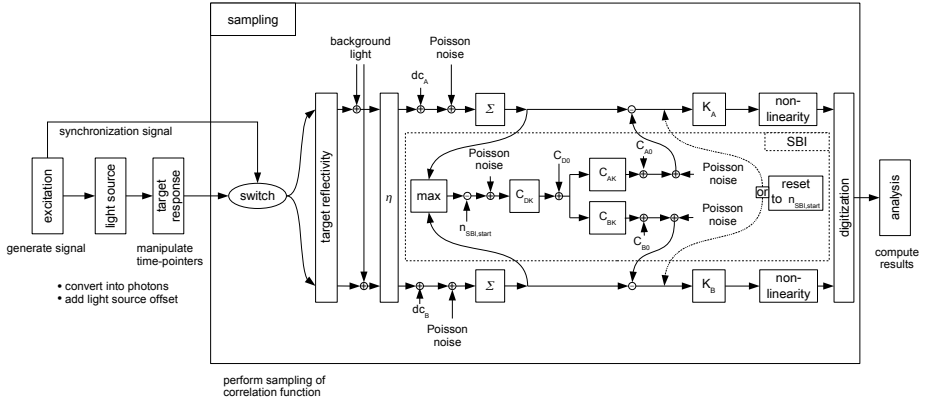 sampling
background
light
Poisson
noise
dc_A
Σ
K_A
non-
linearity
synchronization signal
SBI
excitation
light source
target
response
switch
target reflectivity
η
max
n_SBI,start
Poisson
noise
C_DK
C_D0
C_AK
C_A0
Poisson
noise
C_BK
C_B0
Poisson
noise
or
reset
to n_SBI,start
digitization
analysis
generate signal
manipulate
time-pointers
compute
results
• convert into photons
• add light source offset
dc_B
Poisson
noise
Σ
K_B
non-
linearity
perform sampling of
correlation function